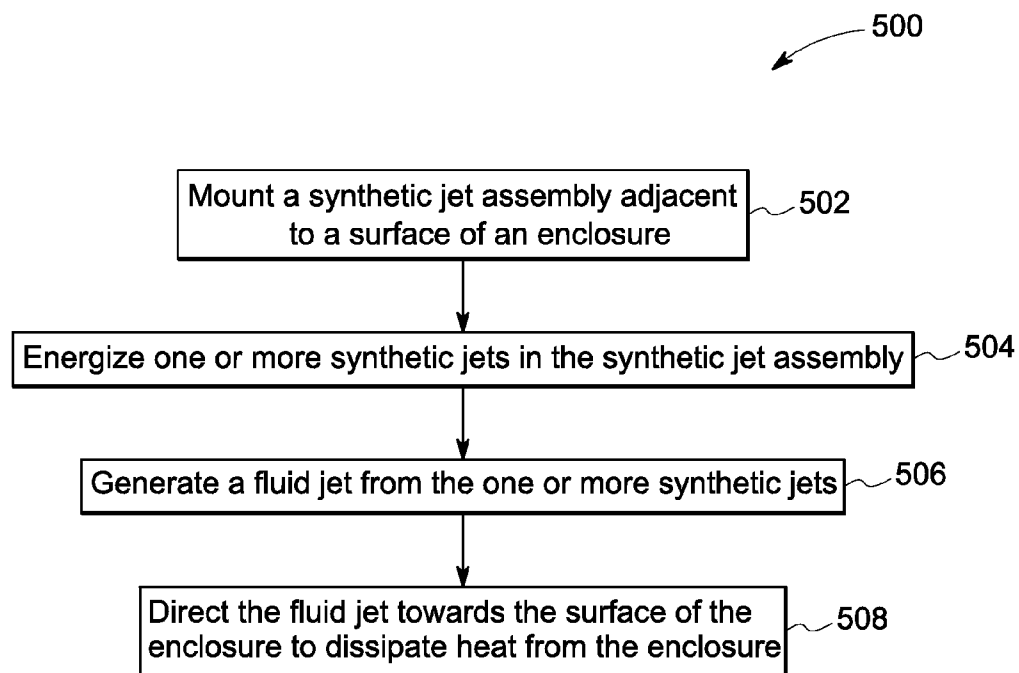 500
Mount a synthetic jet assembly adjacent
to a surface of an enclosure
502
Energize one or more synthetic jets in the synthetic jet assembly
504
Generate a fluid jet from the one or more synthetic jets
506
Direct the fluid jet towards the surface of the
enclosure to dissipate heat from the enclosure
508